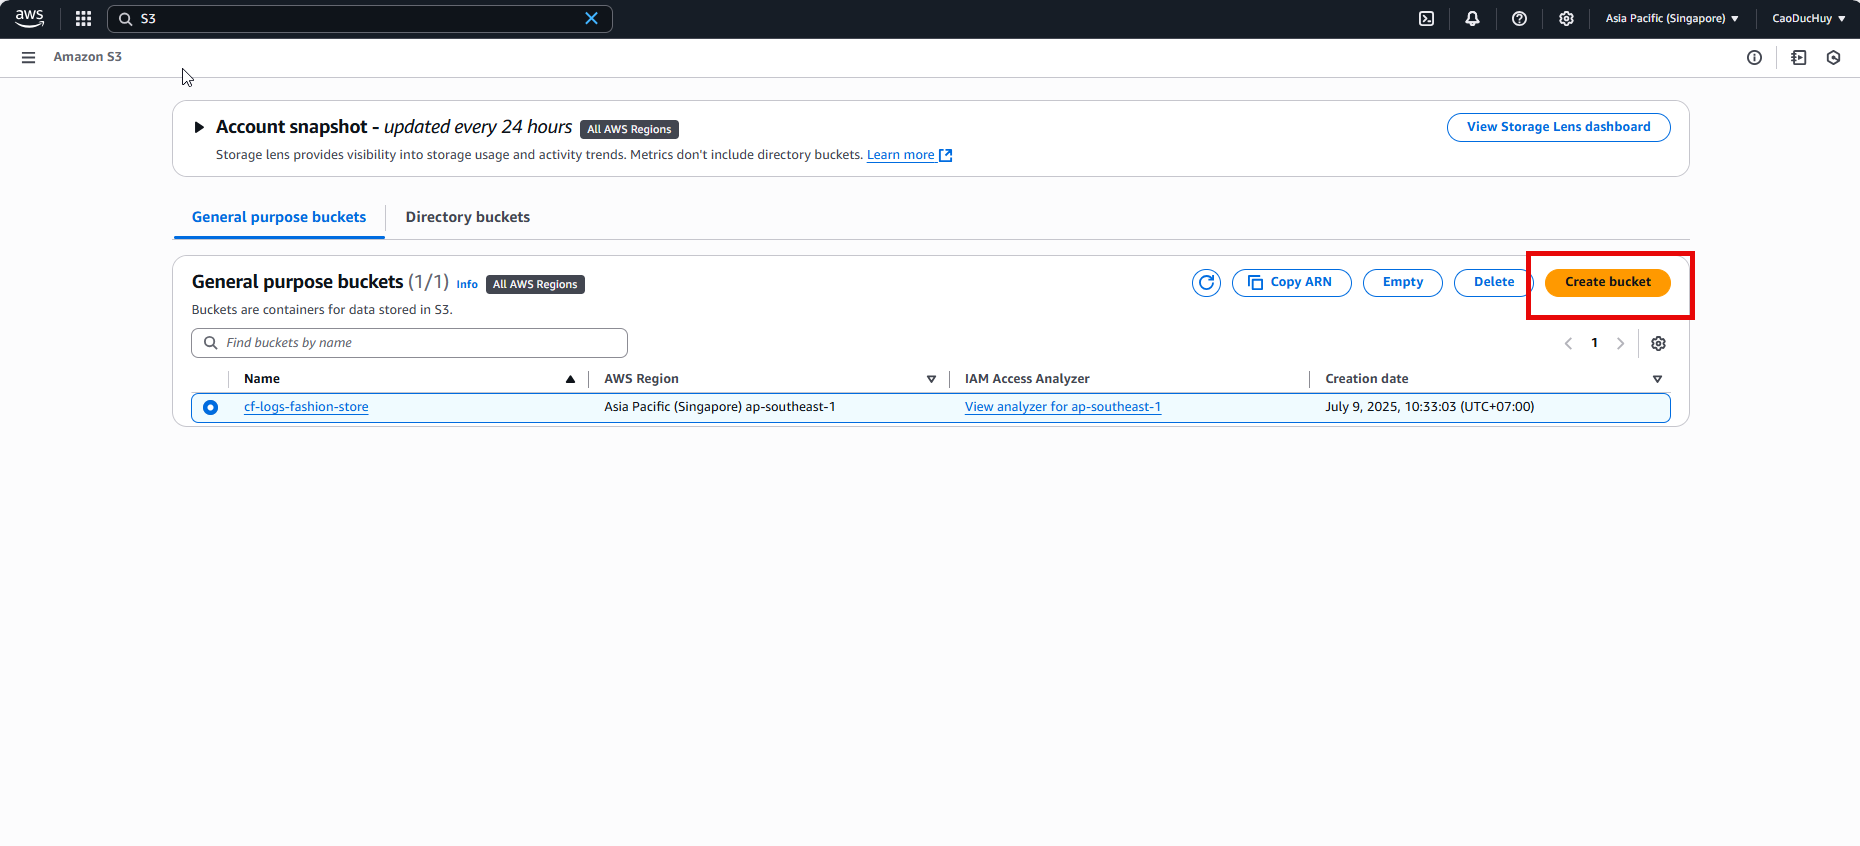 aws S3 Asia Pacific (Singapore) CaoDucHuy
Amazon S3
Account snapshot - updated every 24 hours All AWS Regions View Storage Lens dashboard
Storage lens provides visibility into storage usage and activity trends. Metrics don't include directory buckets. Learn more
General purpose buckets Directory buckets
General purpose buckets (1/1) Info All AWS Regions Copy ARN Empty Delete Create bucket
Buckets are containers for data stored in S3.
Find buckets by name 1
Name AWS Region IAM Access Analyzer Creation date
cf-logs-fashion-store Asia Pacific (Singapore) ap-southeast-1 View analyzer for ap-southeast-1 July 9, 2025, 10:33:03 (UTC+07:00)